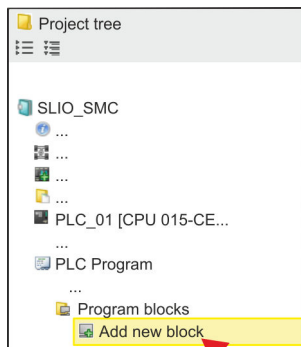 Project tree
SLIO_SMC
...
...
...
...
PLC_01 [CPU 015-CE...
...
PLC Program
...
Program blocks
Add new block